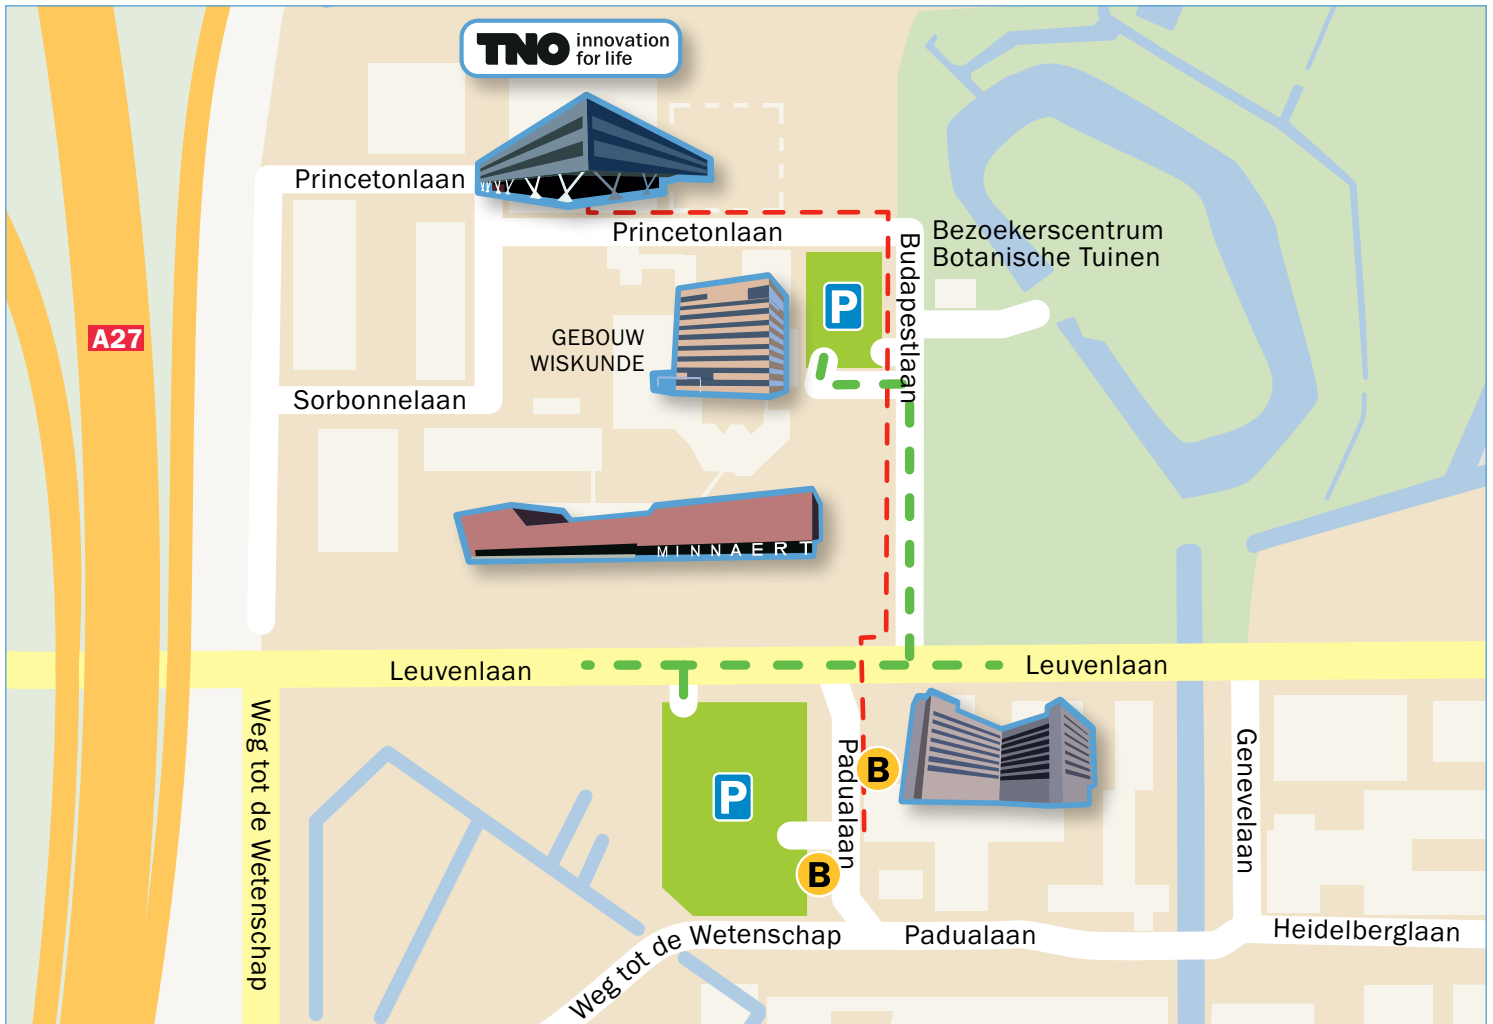 TNO innovation
for life
Princetonlaan
Princetonlaan
Budapestlaan
Bezoekerscentrum
Botanische Tuinen
P
A27
GEBOUW
WISKUNDE
Sorbonnelaan
MINNAERT
Leuvenlaan
Leuvenlaan
Weg tot de Wetenschap
P
Padualaan
B
B
Genevelaan
Weg tot de Wetenschap
Padualaan
Heidelberglaan